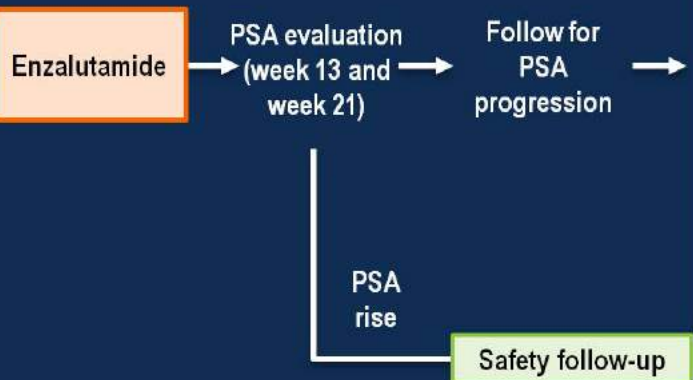 Enzalutamide
PSA evaluation
(week 13 and
week 21)
Follow for
PSA
progression
PSA
rise
Safety follow-up